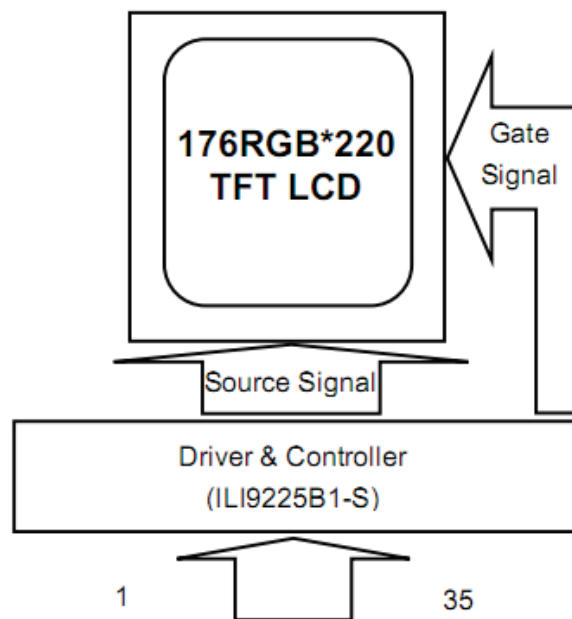 176RGB*220
TFT LCD
Gate
Signal
Source Signal
Driver & Controller
(ILI9225B1-S)
1
35